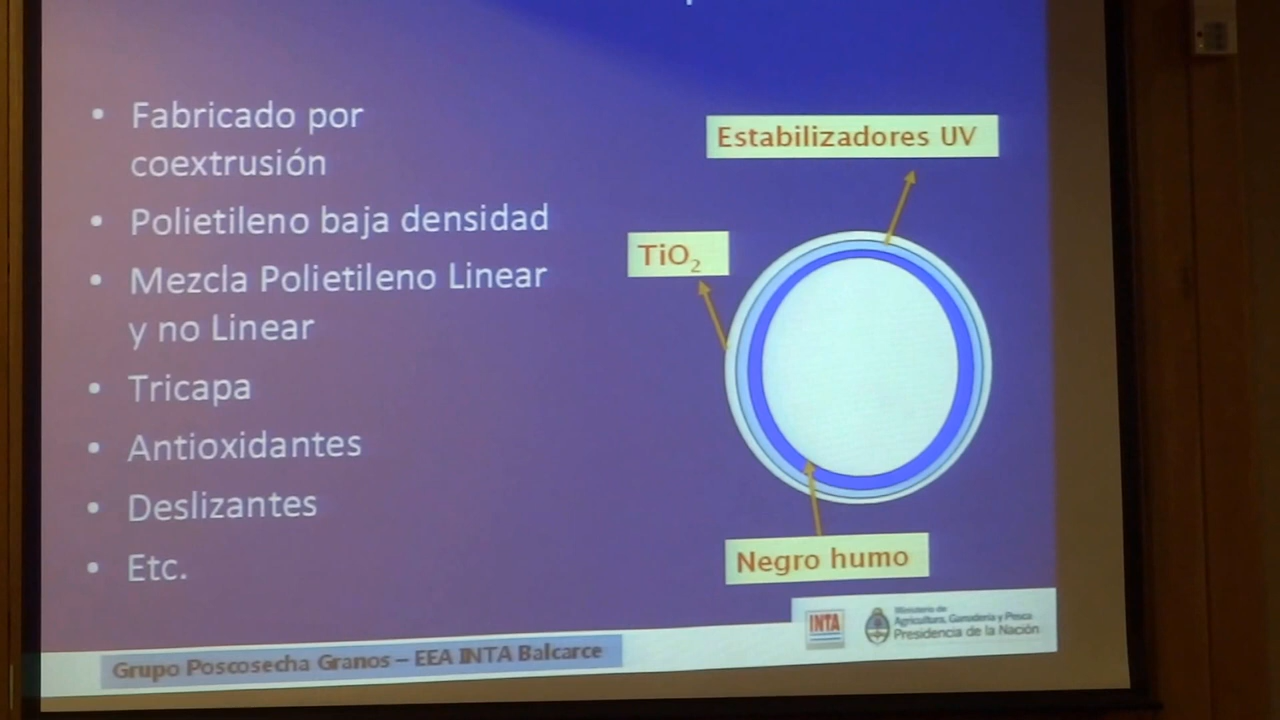 • Fabricado por
coextrusión
• Polietileno baja densidad
• Mezcla Polietileno Linear
y no Linear
• Tricapa
• Antioxidantes
• Deslizantes
• Etc.
Estabilizadores UV
TiO₂
Negro humo
INTA
Ministerio de
Agricultura, Ganadería y Pesca
Presidencia de la Nación
Grupo Poscosecha Granos – EEA INTA Balcarce